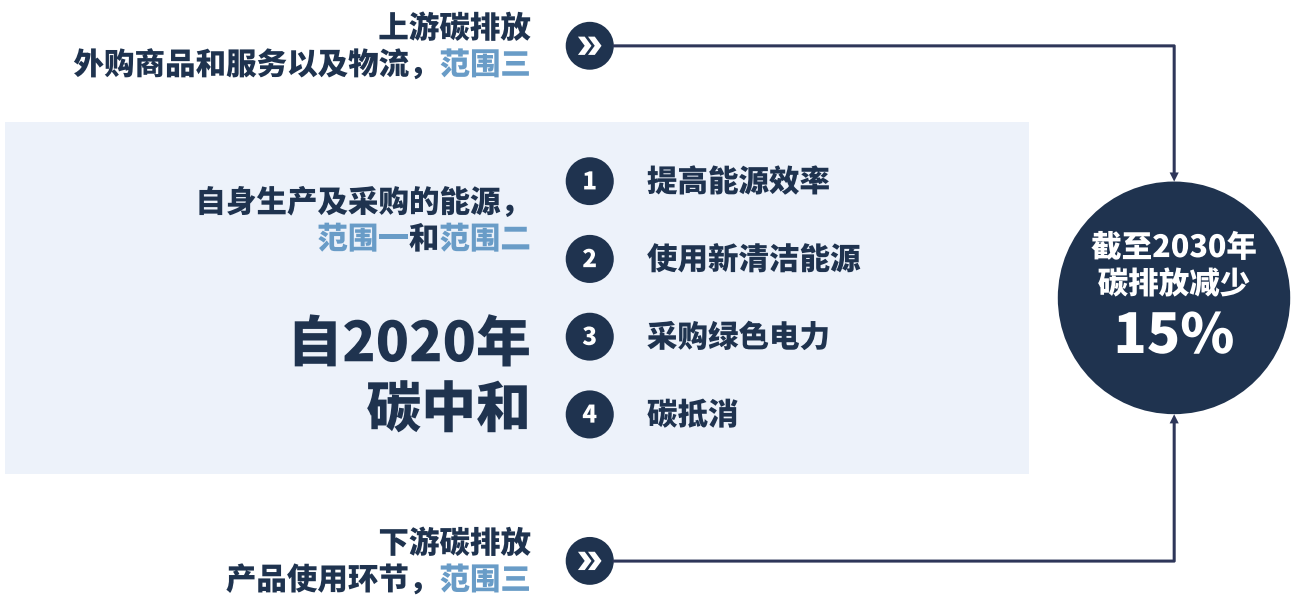 上游碳排放
外购商品和服务以及物流，范围三
自身生产及采购的能源，
范围一和范围二
自2020年
碳中和
1 提高能源效率
2 使用新清洁能源
3 采购绿色电力
4 碳抵消
截至2030年
碳排放减少
15%
下游碳排放
产品使用环节，范围三